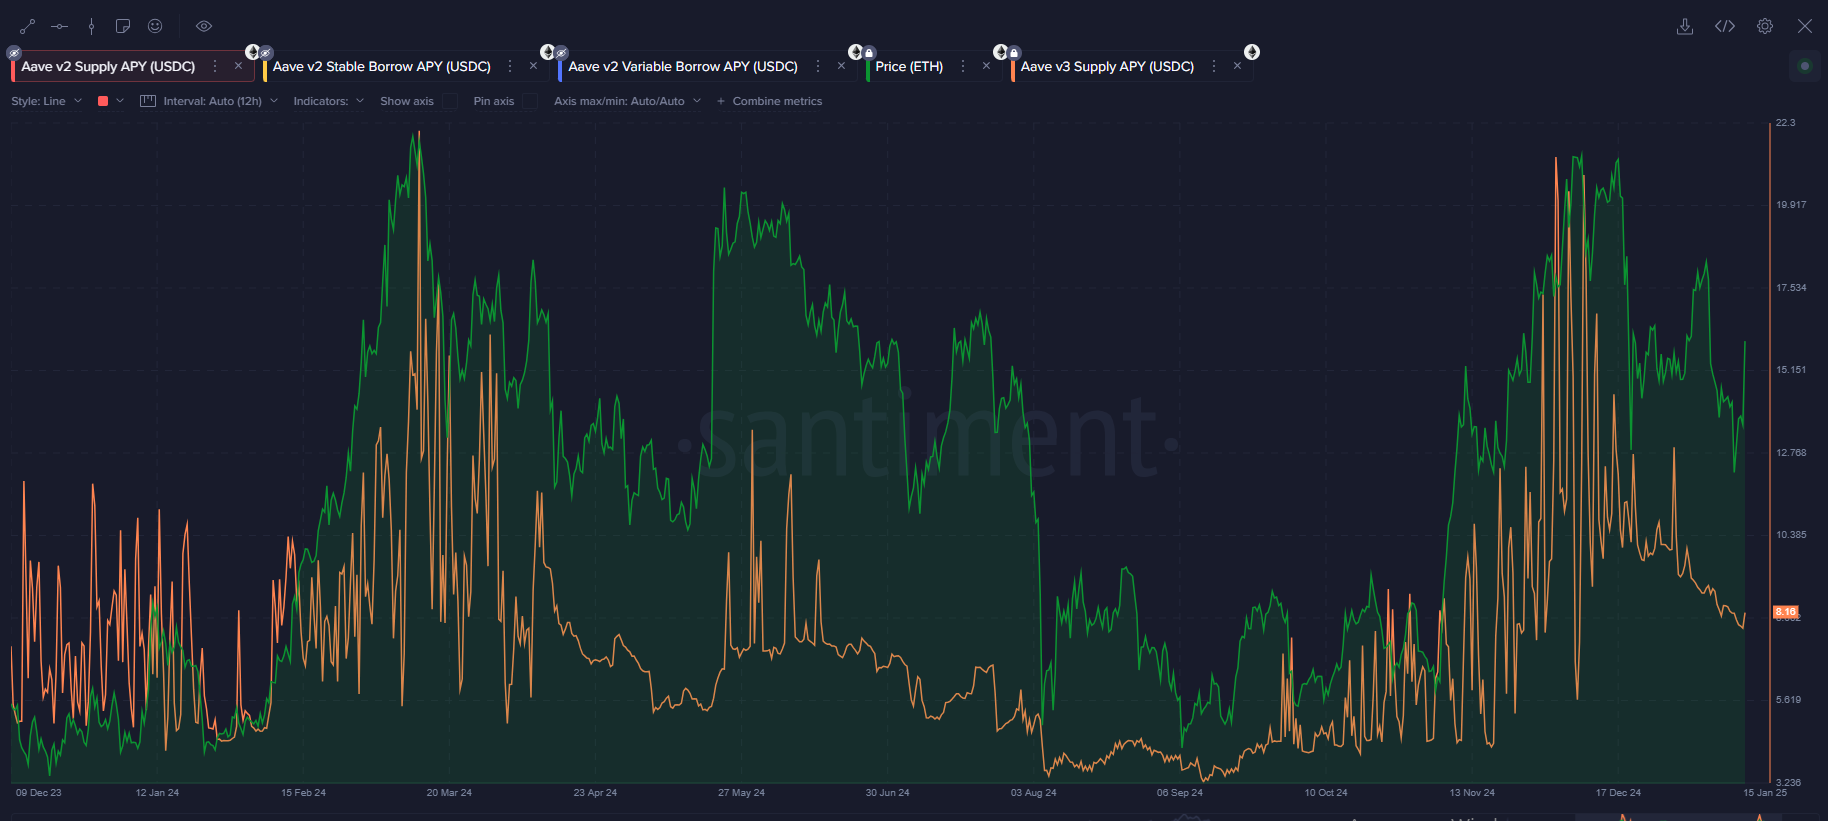 Aave v2 Supply APY (USDC) Aave v2 Stable Borrow APY (USDC) Aave v2 Variable Borrow APY (USDC) Price (ETH) Aave v3 Supply APY (USDC)
Style: Line Interval: Auto (12h) Indicators: Show axis Pin axis Axis max/min: Auto/Auto + Combine metrics
22.3
19.917
17.534
15.151
·santiment·
12.768
10.385
8.16
5.619
3.236
09 Dec 23 12 Jan 24 15 Feb 24 20 Mar 24 23 Apr 24 27 May 24 30 Jun 24 03 Aug 24 06 Sep 24 10 Oct 24 13 Nov 24 17 Dec 24 15 Jan 25